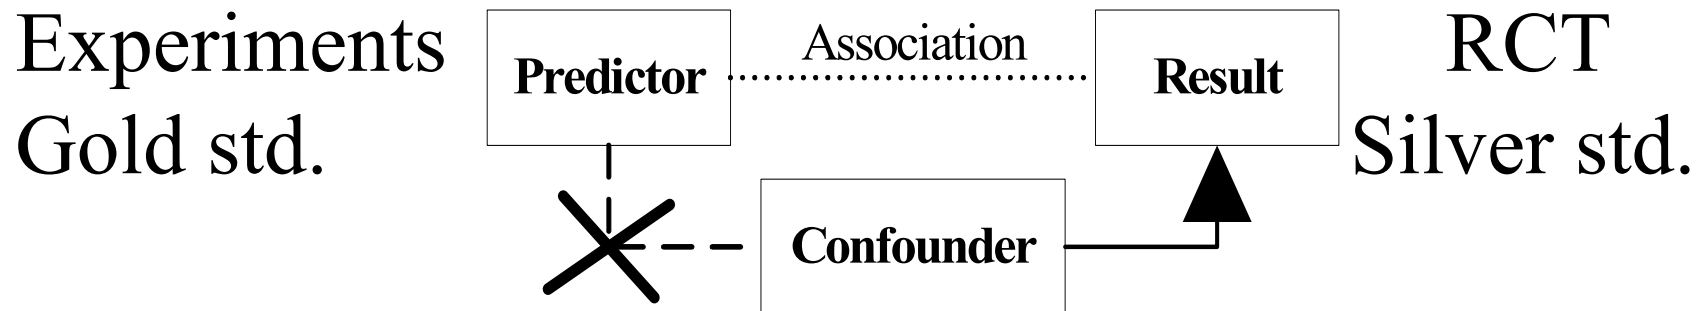 Experiments
Gold std.
Predictor
Association
Result
RCT
Silver std.
Confounder